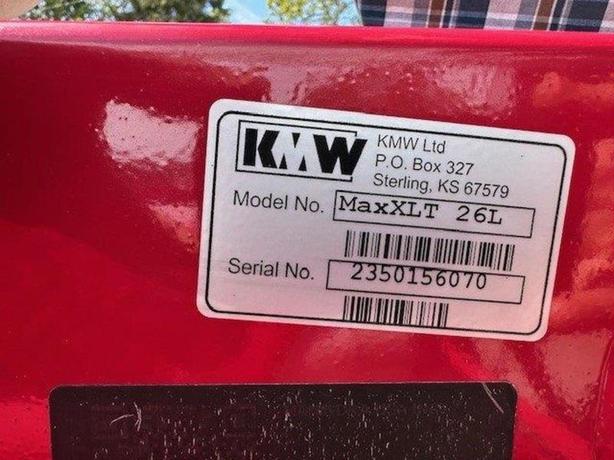 KMW
KMW Ltd
P.O. Box 327
Sterling, KS 67579
Model No. MaxXLT 26L
Serial No. 2350156070